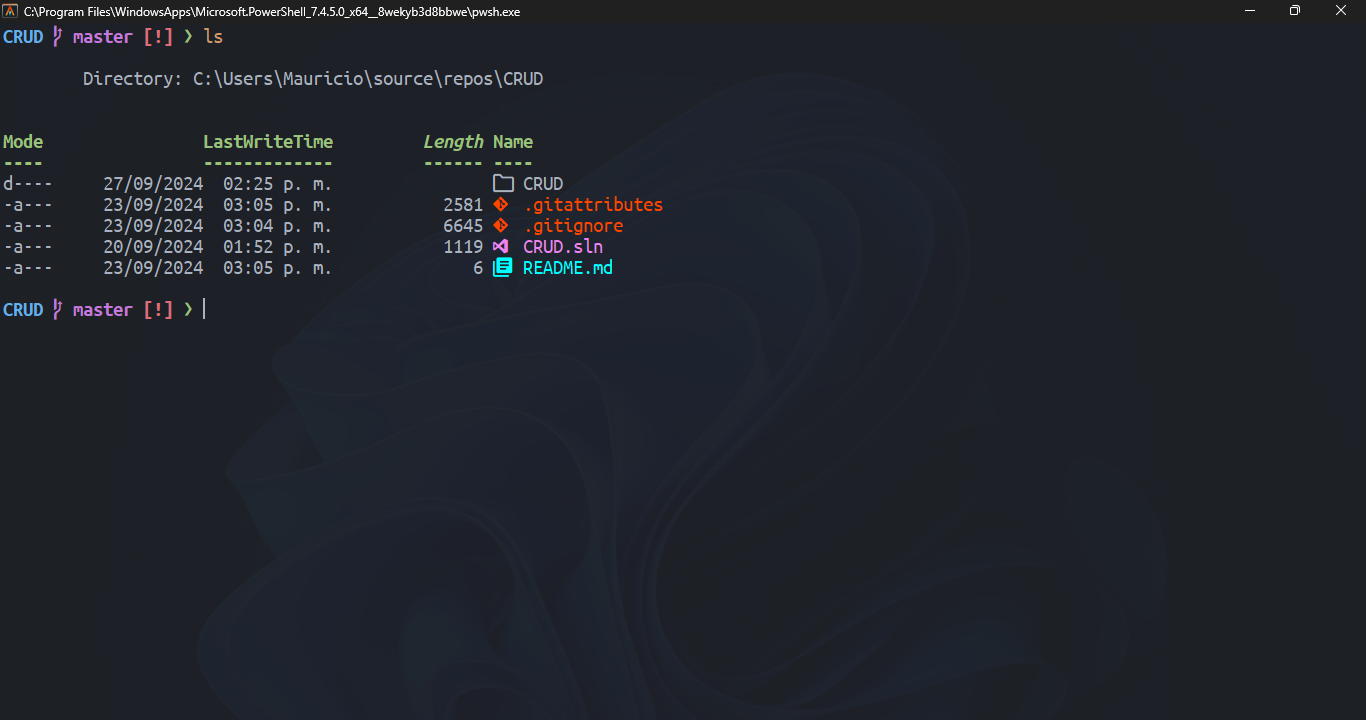 C:\Program Files\WindowsApps\Microsoft.PowerShell_7.4.5.0_x64__8wekyb3d8bbwe\pwsh.exe
CRUD master [!] ❯ ls
Directory: C:\Users\Mauricio\source\repos\CRUD
Mode LastWriteTime Length Name
---- ------------- ------ ----
d---- 27/09/2024 02:25 p. m. CRUD
-a--- 23/09/2024 03:05 p. m. 2581 .gitattributes
-a--- 23/09/2024 03:04 p. m. 6645 .gitignore
-a--- 20/09/2024 01:52 p. m. 1119 CRUD.sln
-a--- 23/09/2024 03:05 p. m. 6 README.md
CRUD master [!] ❯